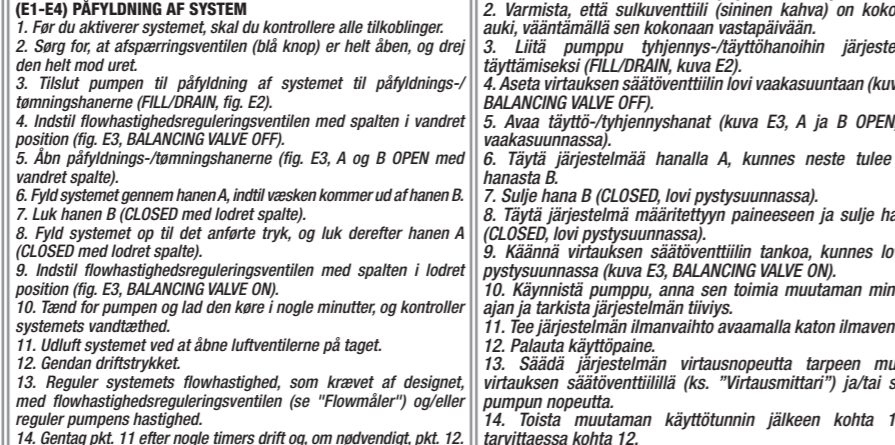 (E1-E4) PÅFYLDNING AF SYSTEM
1. Før du aktiverer systemet, skal du kontrollere alle tilkoblinger.
2. Sørg for, at afspærringsventilen (blå knop) er helt åben, og drej
den helt mod uret.
3. Tilslut pumpen til påfyldning af systemet til påfyldnings-/
tømningshanerne (FILL/DRAIN, fig. E2).
4. Indstil flowhastighedsreguleringsventilen med spalten i vandret
position (fig. E3, BALANCING VALVE OFF).
5. Åbn påfyldnings-/tømningshanerne (fig. E3, A og B OPEN med
vandret spalte).
6. Fyld systemet gennem hanen A, indtil væsken kommer ud af hanen B.
7. Luk hanen B (CLOSED med lodret spalte).
8. Fyld systemet op til det anførte tryk, og luk derefter hanen A
(CLOSED med lodret spalte).
9. Indstil flowhastighedsreguleringsventilen med spalten i lodret
position (fig. E3, BALANCING VALVE ON).
10. Tænd for pumpen og lad den køre i nogle minutter, og kontroller
systemets vandtæthed.
11. Udluft systemet ved at åbne luftventilerne på taget.
12. Gendan driftstrykket.
13. Reguler systemets flowhastighed, som krævet af designet,
med flowhastighedsreguleringsventilen (se "Flowmåler") og/eller
reguler pumpens hastighed.
14. Gentag pkt. 11 efter nogle timers drift og, om nødvendigt, pkt. 12.
2. Varmista, että sulkuventtiili (sininen kahva) on koko
auki, vääntämällä sen kokonaan vastapäivään.
3. Liitä pumppu tyhjennys-/täyttöhanoihin järjeste
täyttämiseksi (FILL/DRAIN, kuva E2).
4. Aseta virtauksen säätöventtiilin lovi vaakasuuntaan (kuv
BALANCING VALVE OFF).
5. Avaa täyttö-/tyhjennyshanat (kuva E3, A ja B OPEN,
vaakasuunnassa).
6. Täytä järjestelmää hanalla A, kunnes neste tulee
hanasta B.
7. Sulje hana B (CLOSED, lovi pystysuunnassa).
8. Täytä järjestelmä määritettyyn paineeseen ja sulje ha
(CLOSED, lovi pystysuunnassa).
9. Käännä virtauksen säätöventtiilin tankoa, kunnes lo
pystysuunnassa (kuva E3, BALANCING VALVE ON).
10. Käynnistä pumppu, anna sen toimia muutaman min
ajan ja tarkista järjestelmän tiiviys.
11. Tee järjestelmän ilmanvaihto avaamalla katon ilmaven
12. Palauta käyttöpaine.
13. Säädä järjestelmän virtausnopeutta tarpeen mu
virtauksen säätöventtiilillä (ks. ”Virtausmittari”) ja/tai s
pumpun nopeutta.
14. Toista muutaman käyttötunnin jälkeen kohta 1
tarvittaessa kohta 12.